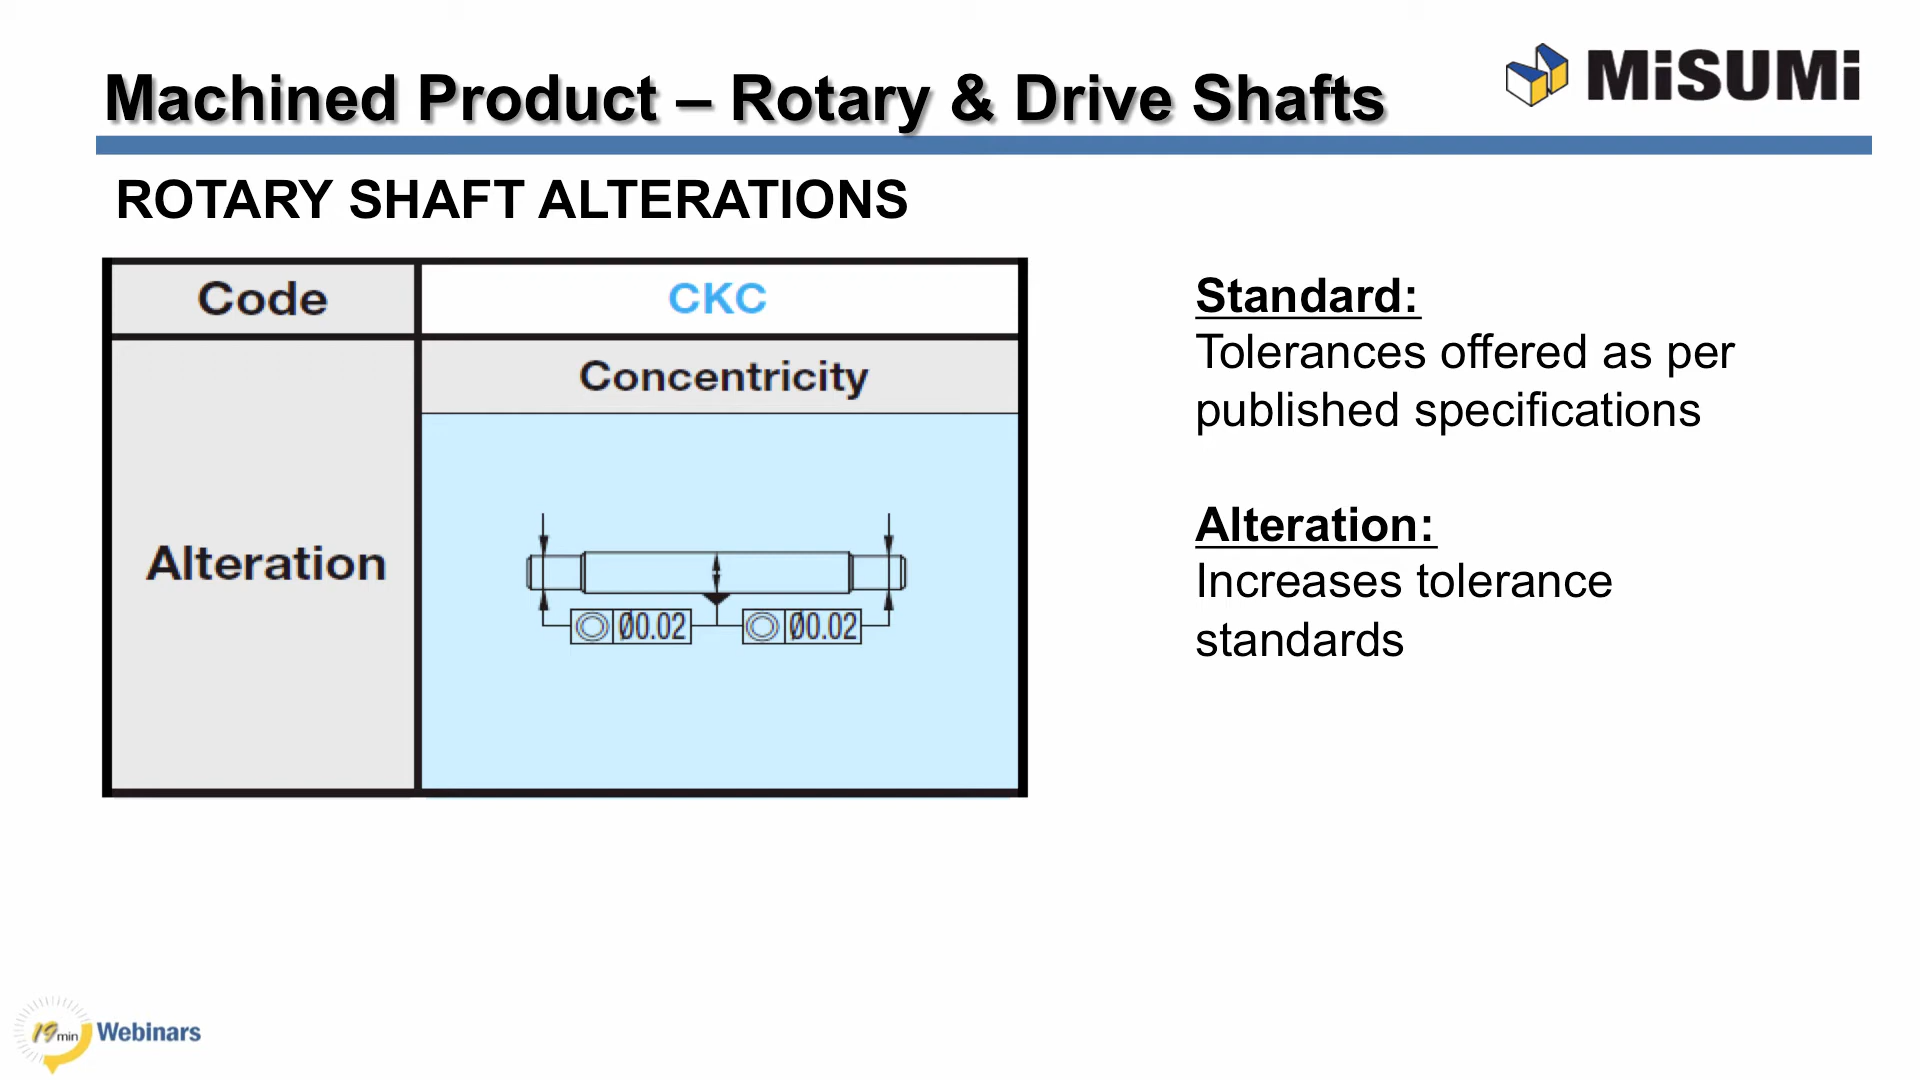 Machined Product – Rotary & Drive Shafts
MiSUMi
ROTARY SHAFT ALTERATIONS
Code
CKC
Alteration
Concentricity
Ø0.02
Ø0.02
Standard:
Tolerances offered as per
published specifications
Alteration:
Increases tolerance
standards
19min Webinars